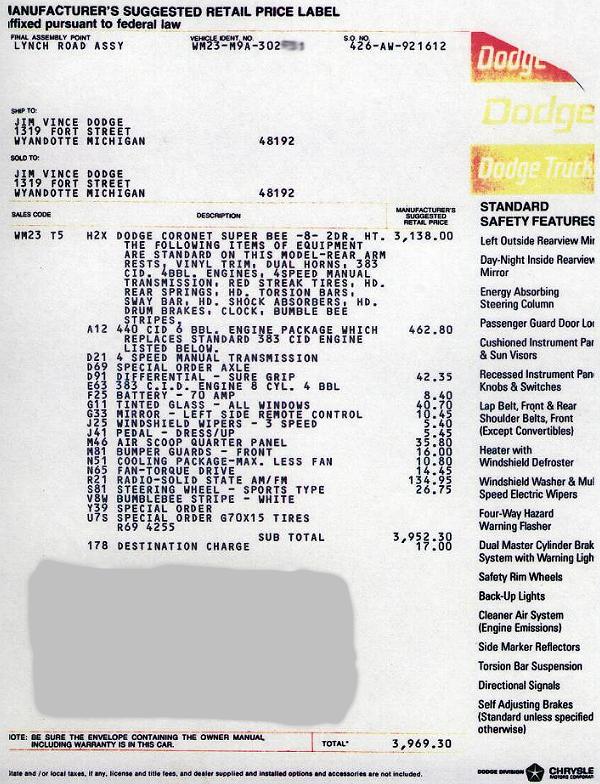 MANUFACTURER'S SUGGESTED RETAIL PRICE LABEL
affixed pursuant to federal law
FINAL ASSEMBLY POINT VEHICLE IDENT. NO. S.O. NO.
LYNCH ROAD ASSY WM23-M9A-302 426-AW-921612
SHIP TO:
JIM VINCE DODGE
1319 FORT STREET
WYANDOTTE MICHIGAN 48192
SOLD TO:
JIM VINCE DODGE
1319 FORT STREET
WYANDOTTE MICHIGAN 48192
SALES CODE DESCRIPTION MANUFACTURER'S SUGGESTED RETAIL PRICE
WM23 T5 H2X DODGE CORONET SUPER BEE -8- 2DR. HT. 3,138.00
THE FOLLOWING ITEMS OF EQUIPMENT
ARE STANDARD ON THIS MODEL-REAR ARM
RESTS, VINYL TRIM, DUAL HORNS, 383
CID. 4BBL. ENGINES, 4SPEED MANUAL
TRANSMISSION, RED STREAK TIRES, HD.
REAR SPRINGS, HD. TORSION BARS,
SWAY BAR, HD. SHOCK ABSORBERS, HD.
DRUM BRAKES, CLOCK, BUMBLE BEE
STRIPES.
A12 440 CID 6 BBL. ENGINE PACKAGE WHICH 462.80
REPLACES STANDARD 383 CID ENGINE
LISTED BELOW.
D21 4 SPEED MANUAL TRANSMISSION
D69 SPECIAL ORDER AXLE
D91 DIFFERENTIAL - SURE GRIP 42.35
E63 383 C.I.D. ENGINE 8 CYL. 4 BBL
F25 BATTERY - 70 AMP 8.40
G11 TINTED GLASS - ALL WINDOWS 40.70
G33 MIRROR - LEFT SIDE REMOTE CONTROL 10.45
J25 WINDSHIELD WIPERS - 3 SPEED 5.40
J41 PEDAL - DRESS/UP 5.45
M46 AIR SCOOP QUARTER PANEL 35.80
M81 BUMPER GUARDS - FRONT 16.00
N51 COOLING PACKAGE-MAX. LESS FAN 10.80
N65 FAN-TORQUE DRIVE 14.45
R21 RADIO-SOLID STATE AM/FM 134.95
S81 STEERING WHEEL - SPORTS TYPE 26.75
V8W BUMBLEBEE STRIPE - WHITE
Y39 SPECIAL ORDER
U7S SPECIAL ORDER G70X15 TIRES
R69 4255
SUB TOTAL 3,952.30
178 DESTINATION CHARGE 17.00
NOTE: BE SURE THE ENVELOPE CONTAINING THE OWNER MANUAL
INCLUDING WARRANTY IS IN THIS CAR.
TOTAL* 3,969.30
State and /or local taxes, if any, license and title fees, and dealer supplied and installed options and accessories are not included.
Dodge
Dodge
Dodge Truck
STANDARD
SAFETY FEATURES
Left Outside Rearview Mir
Day-Night Inside Rearview
Mirror
Energy Absorbing
Steering Column
Passenger Guard Door Loc
Cushioned Instrument Pan
& Sun Visors
Recessed Instrument Pan
Knobs & Switches
Lap Belt, Front & Rear
Shoulder Belts, Front
(Except Convertibles)
Heater with
Windshield Defroster
Windshield Washer & Mul
Speed Electric Wipers
Four-Way Hazard
Warning Flasher
Dual Master Cylinder Brak
System with Warning Ligh
Safety Rim Wheels
Back-Up Lights
Cleaner Air System
(Engine Emissions)
Side Marker Reflectors
Torsion Bar Suspension
Directional Signals
Self Adjusting Brakes
(Standard unless specified
otherwise)
DODGE DIVISION CHRYSLE
MOTORS CORPORAT